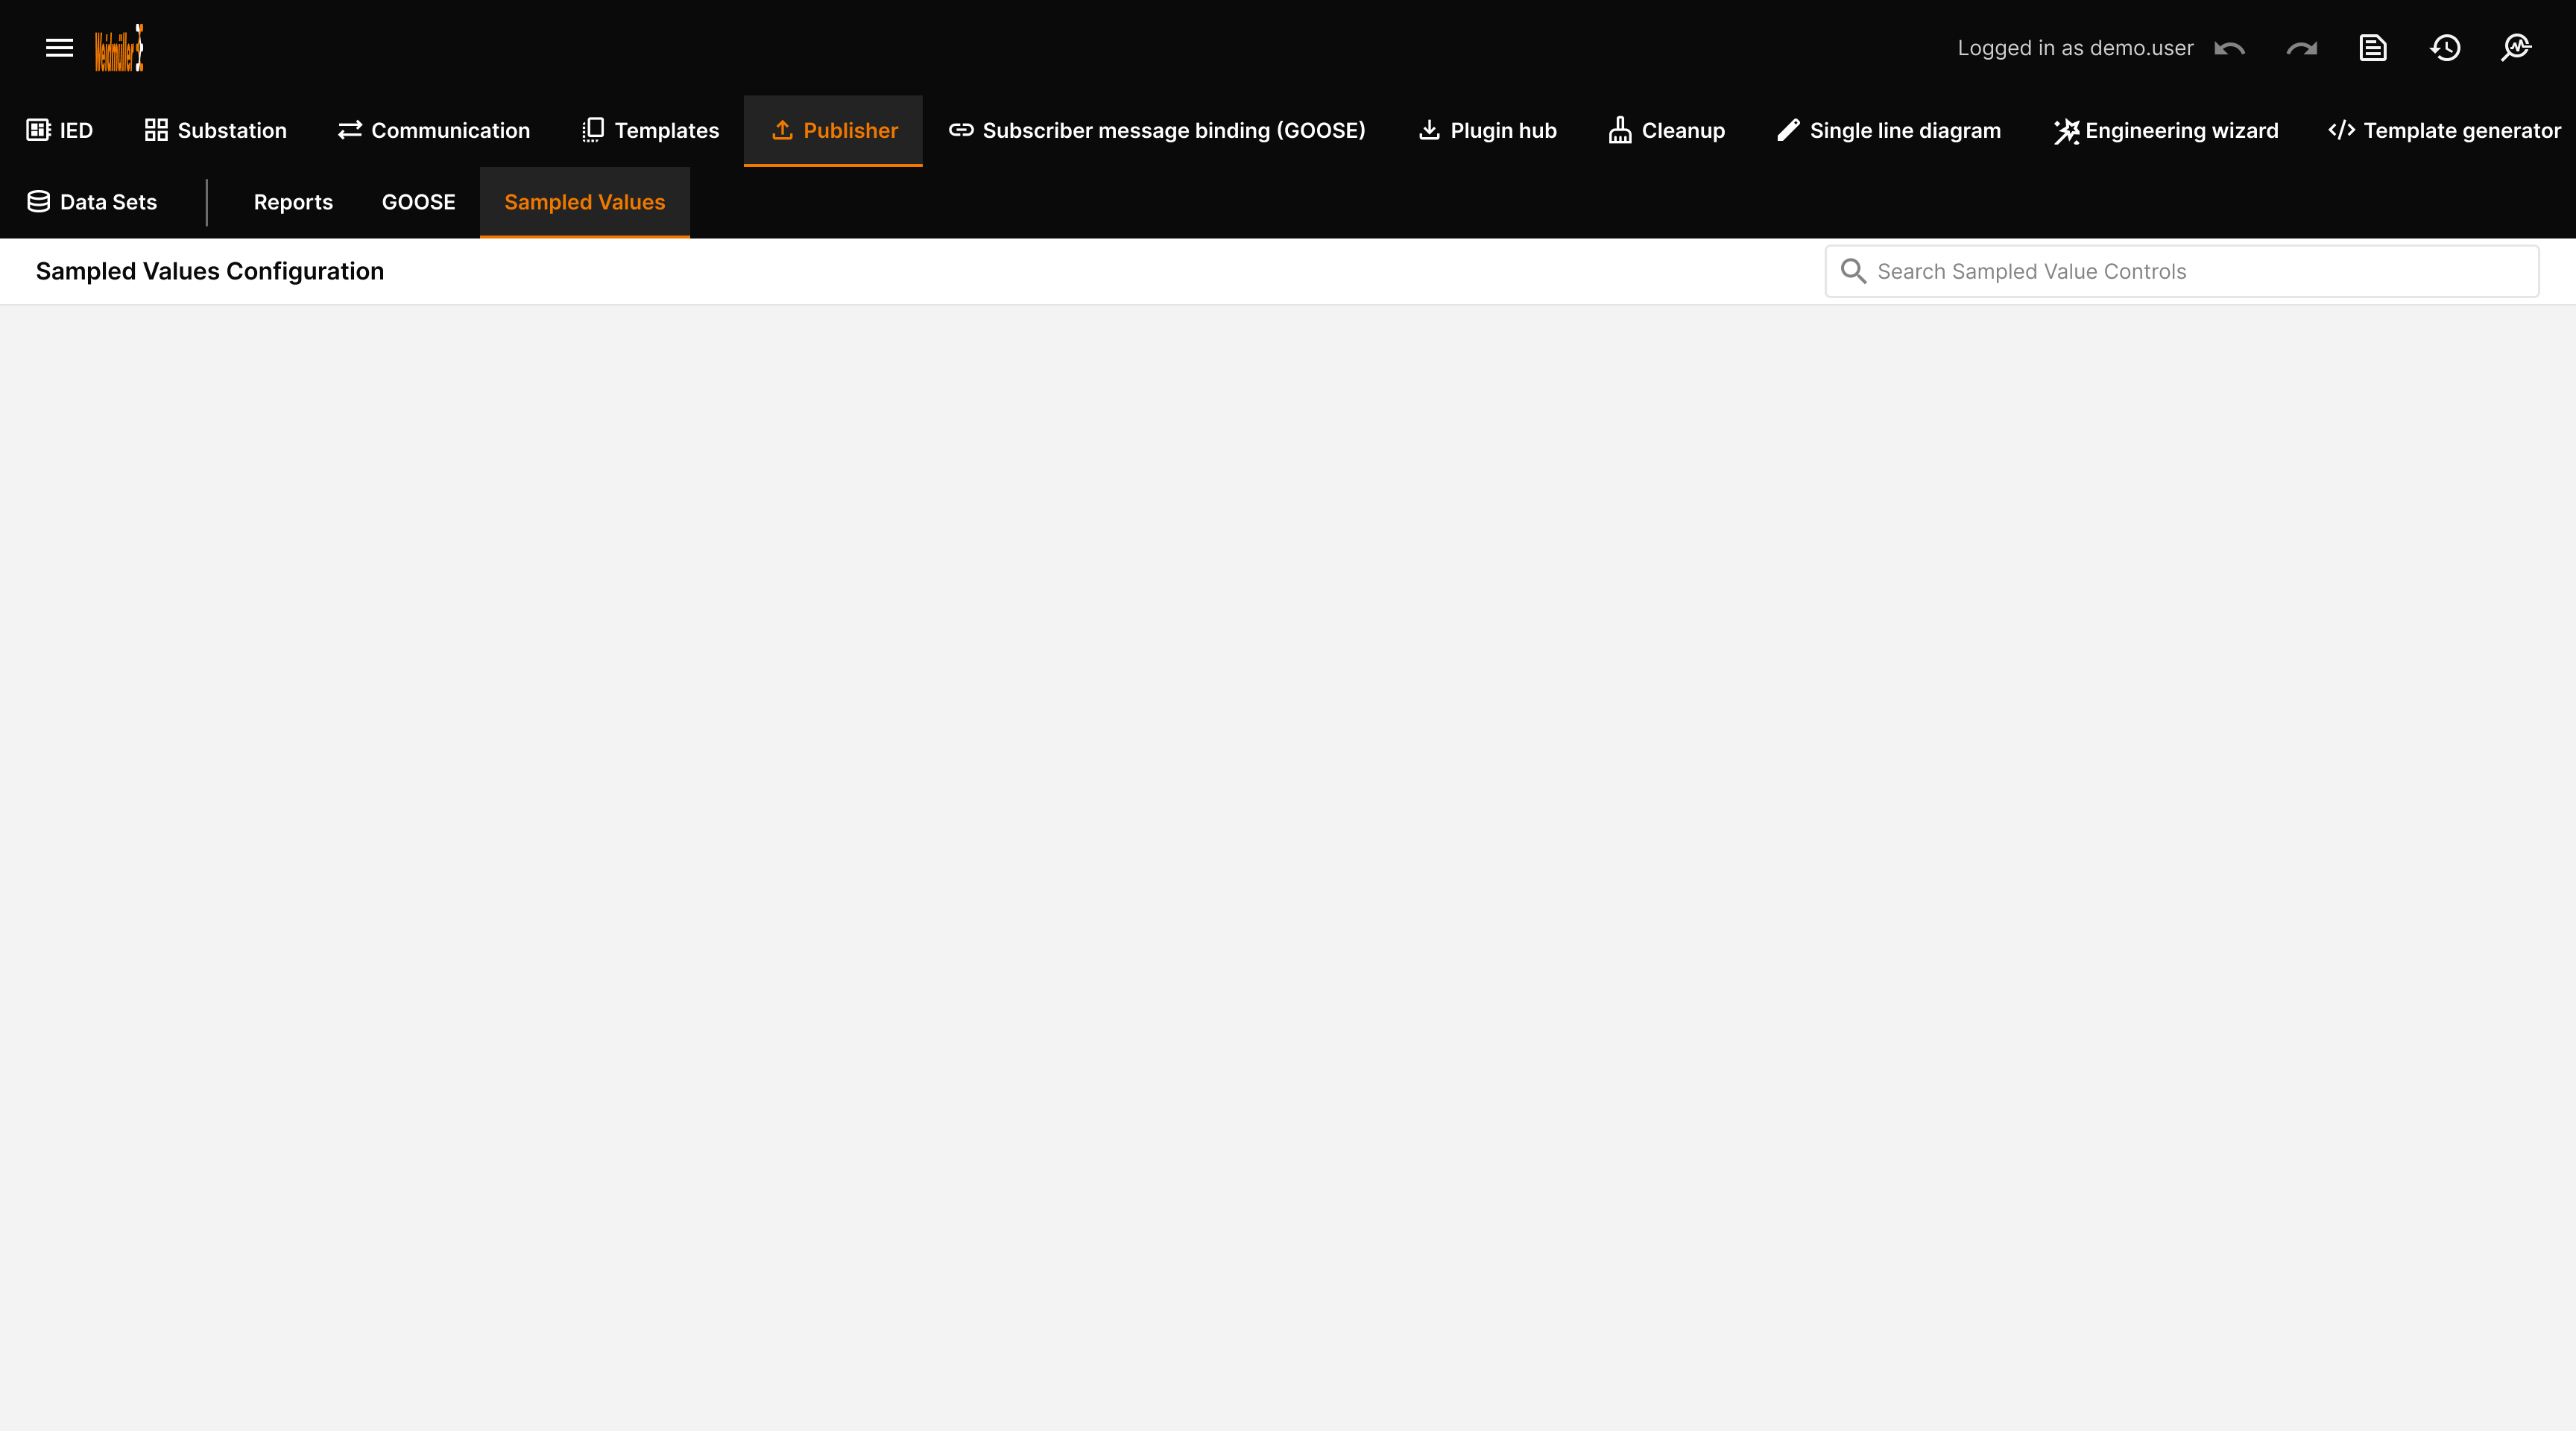 Weidmüller
Logged in as demo.user
IED Substation Communication Templates Publisher Subscriber message binding (GOOSE) Plugin hub Cleanup Single line diagram Engineering wizard Template generator
Data Sets Reports GOOSE Sampled Values
Sampled Values Configuration
Search Sampled Value Controls